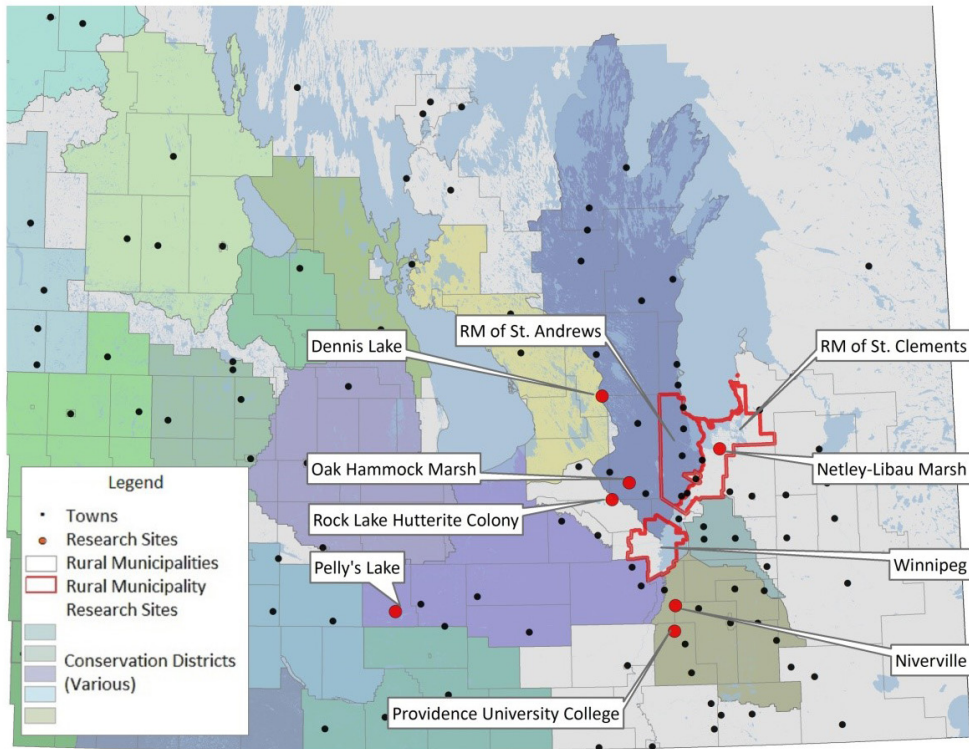 RM of St. Andrews
Dennis Lake
RM of St. Clements
Oak Hammock Marsh
Netley-Libau Marsh
Rock Lake Hutterite Colony
Pelly's Lake
Winnipeg
Niverville
Providence University College
Legend
Towns
Research Sites
Rural Municipalities
Rural Municipality
Research Sites
Conservation Districts
(Various)